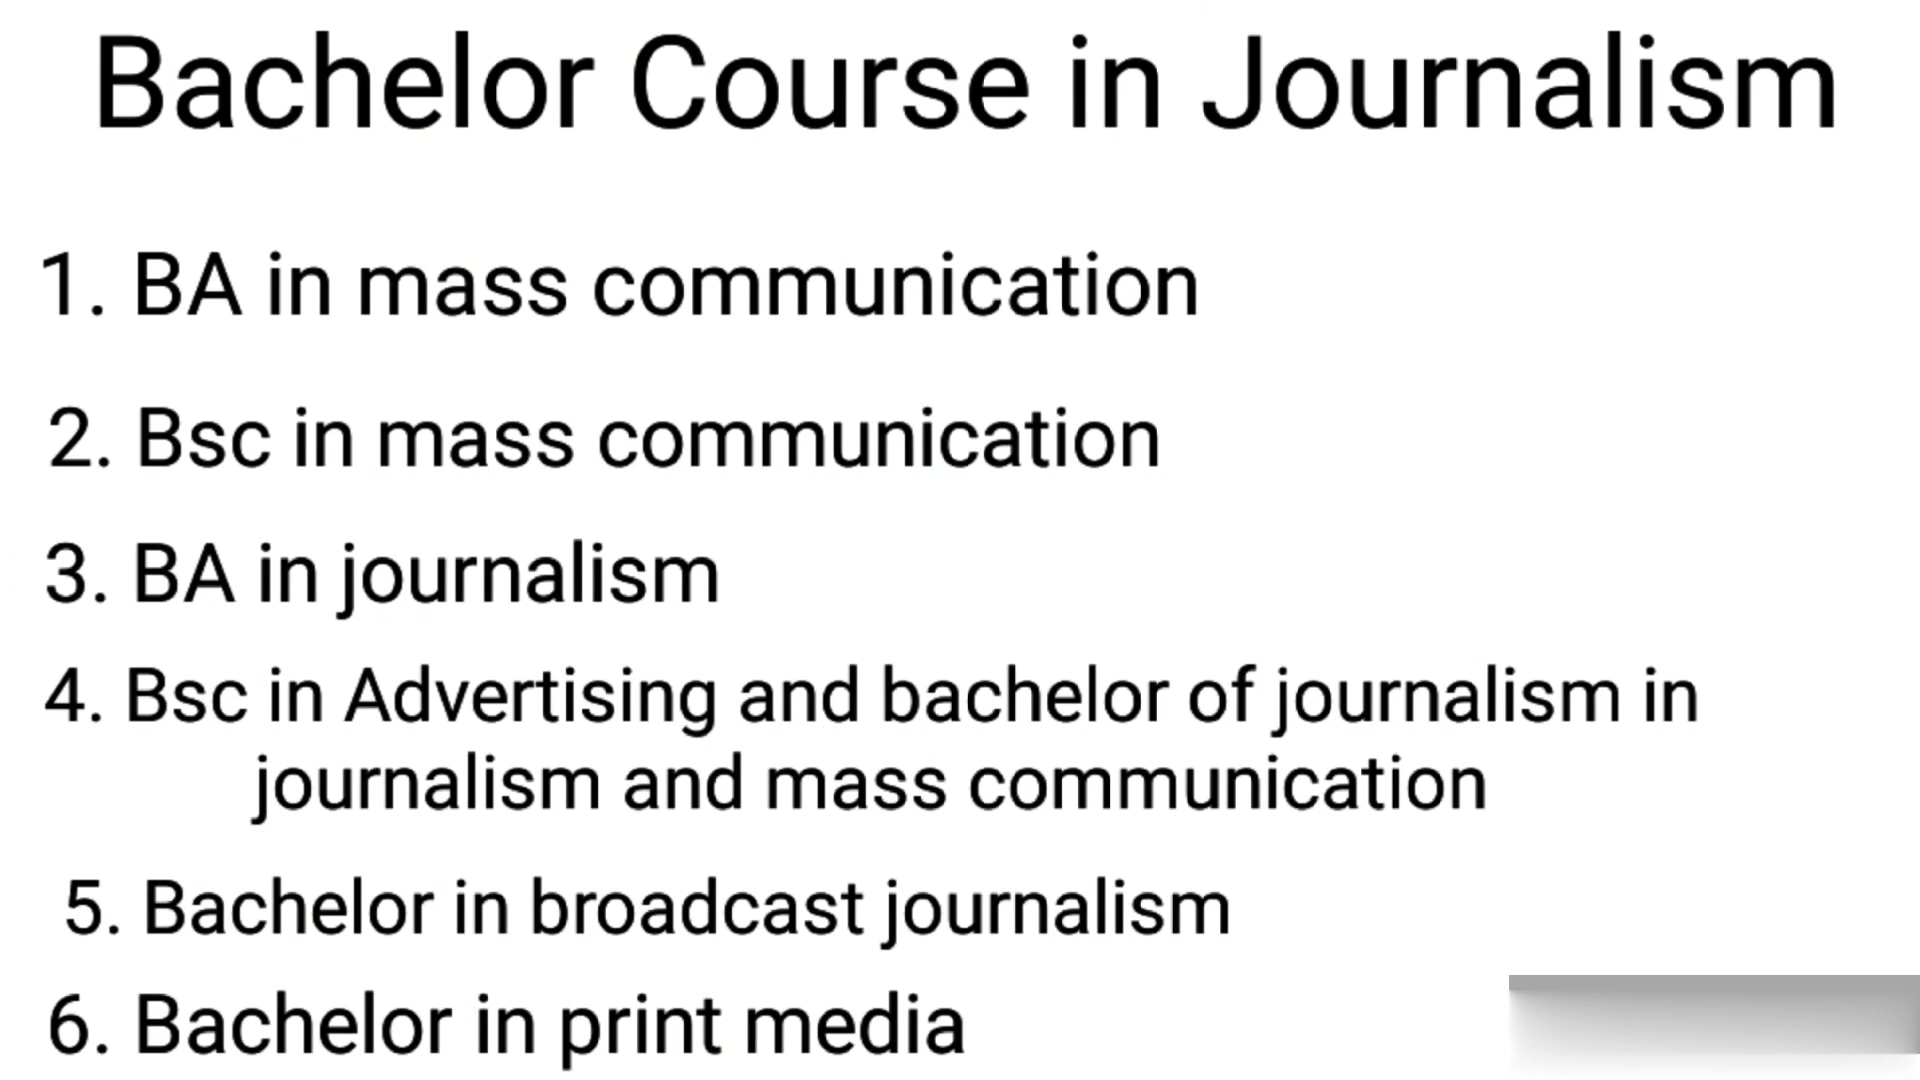 Bachelor Course in Journalism
1. BA in mass communication
2. Bsc in mass communication
3. BA in journalism
4. Bsc in Advertising and bachelor of journalism in
journalism and mass communication
5. Bachelor in broadcast journalism
6. Bachelor in print media